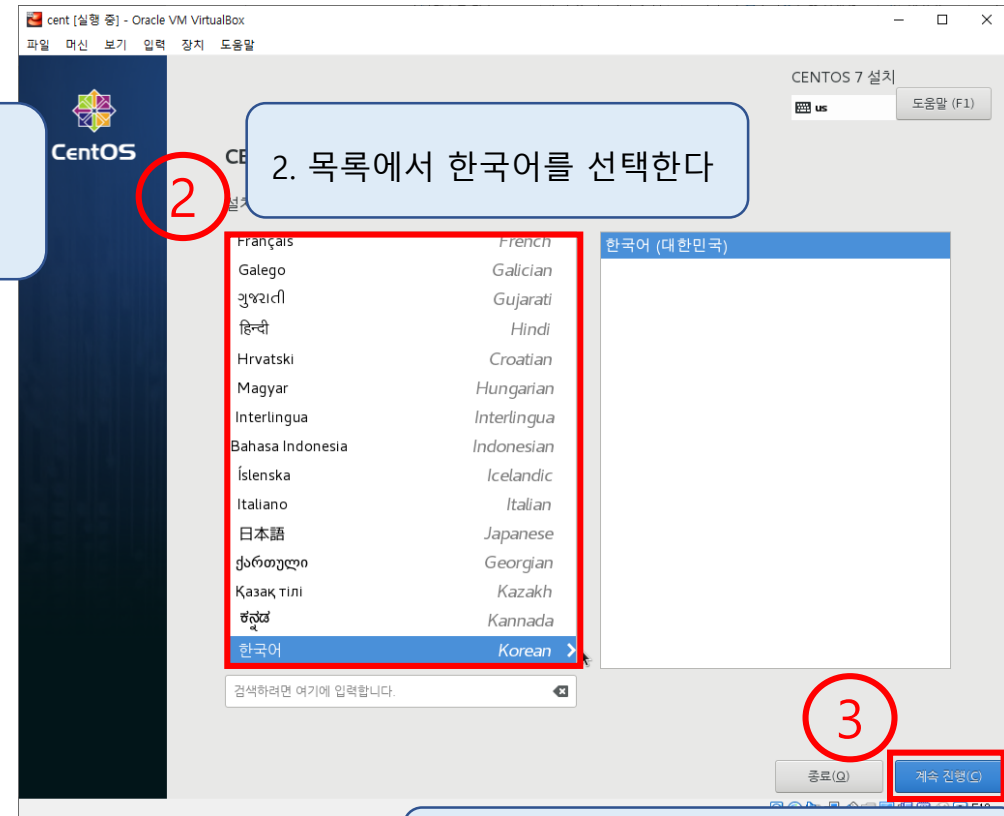 cent [실행 중] - Oracle VM VirtualBox
파일 머신 보기 입력 장치 도움말
CENTOS 7 설치
us
도움말 (F1)
CentOS
CE
2. 목록에서 한국어를 선택한다
2
Français French
Galego Galician
ગુજરાતી Gujarati
हिन्दी Hindi
Hrvatski Croatian
Magyar Hungarian
Interlingua Interlingua
Bahasa Indonesia Indonesian
Íslenska Icelandic
Italiano Italian
日本語 Japanese
ქართული Georgian
Қазақ тілі Kazakh
ಕನ್ನಡ Kannada
한국어 Korean
한국어 (대한민국)
검색하려면 여기에 입력합니다.
3
종료(Q)
계속 진행(C)